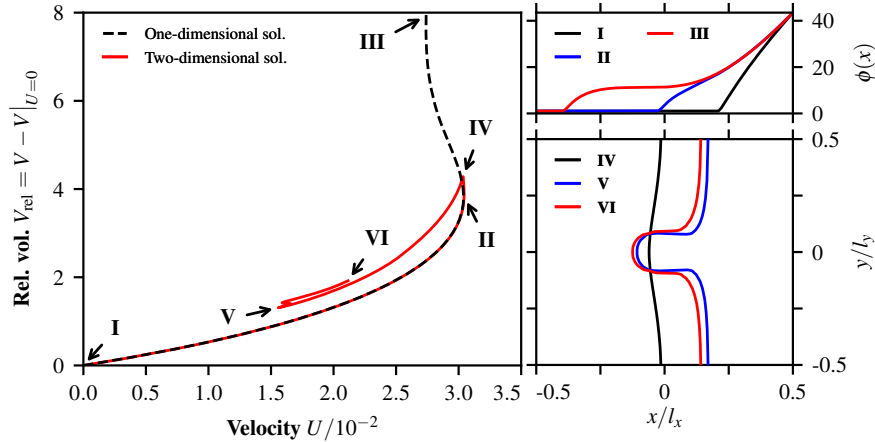 8
6
4
2
0
0.0
0.5
1.0
1.5
2.0
2.5
3.0
3.5
Velocity U/10⁻²
Rel. vol. V_rel = V − V|_{U=0}
One-dimensional sol.
Two-dimensional sol.
I
II
III
IV
V
VI
I
II
III
40
20
0
ϕ(x)
IV
V
VI
0.5
0
-0.5
y/l_y
-0.5
0
0.5
x/l_x